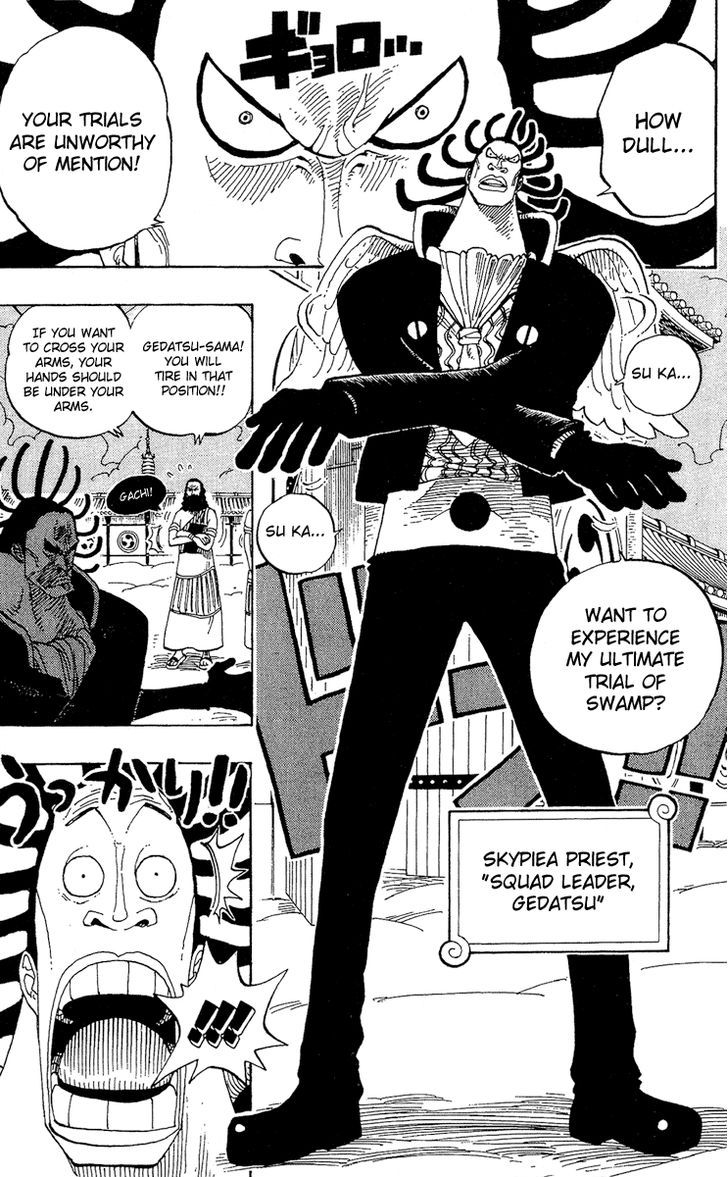 HOW
DULL...
ギョロ...
YOUR TRIALS
ARE UNWORTHY
OF MENTION!
SU KA...
SU KA...
WANT TO
EXPERIENCE
MY ULTIMATE
TRIAL OF
SWAMP?
SKYPIEA PRIEST,
"SQUAD LEADER,
GEDATSU"
GEDATSU-SAMA!
YOU WILL
TIRE IN THAT
POSITION!!
IF YOU WANT
TO CROSS YOUR
ARMS, YOUR
HANDS SHOULD
BE UNDER YOUR
ARMS.
GACHI!
うっかり!!
!!!